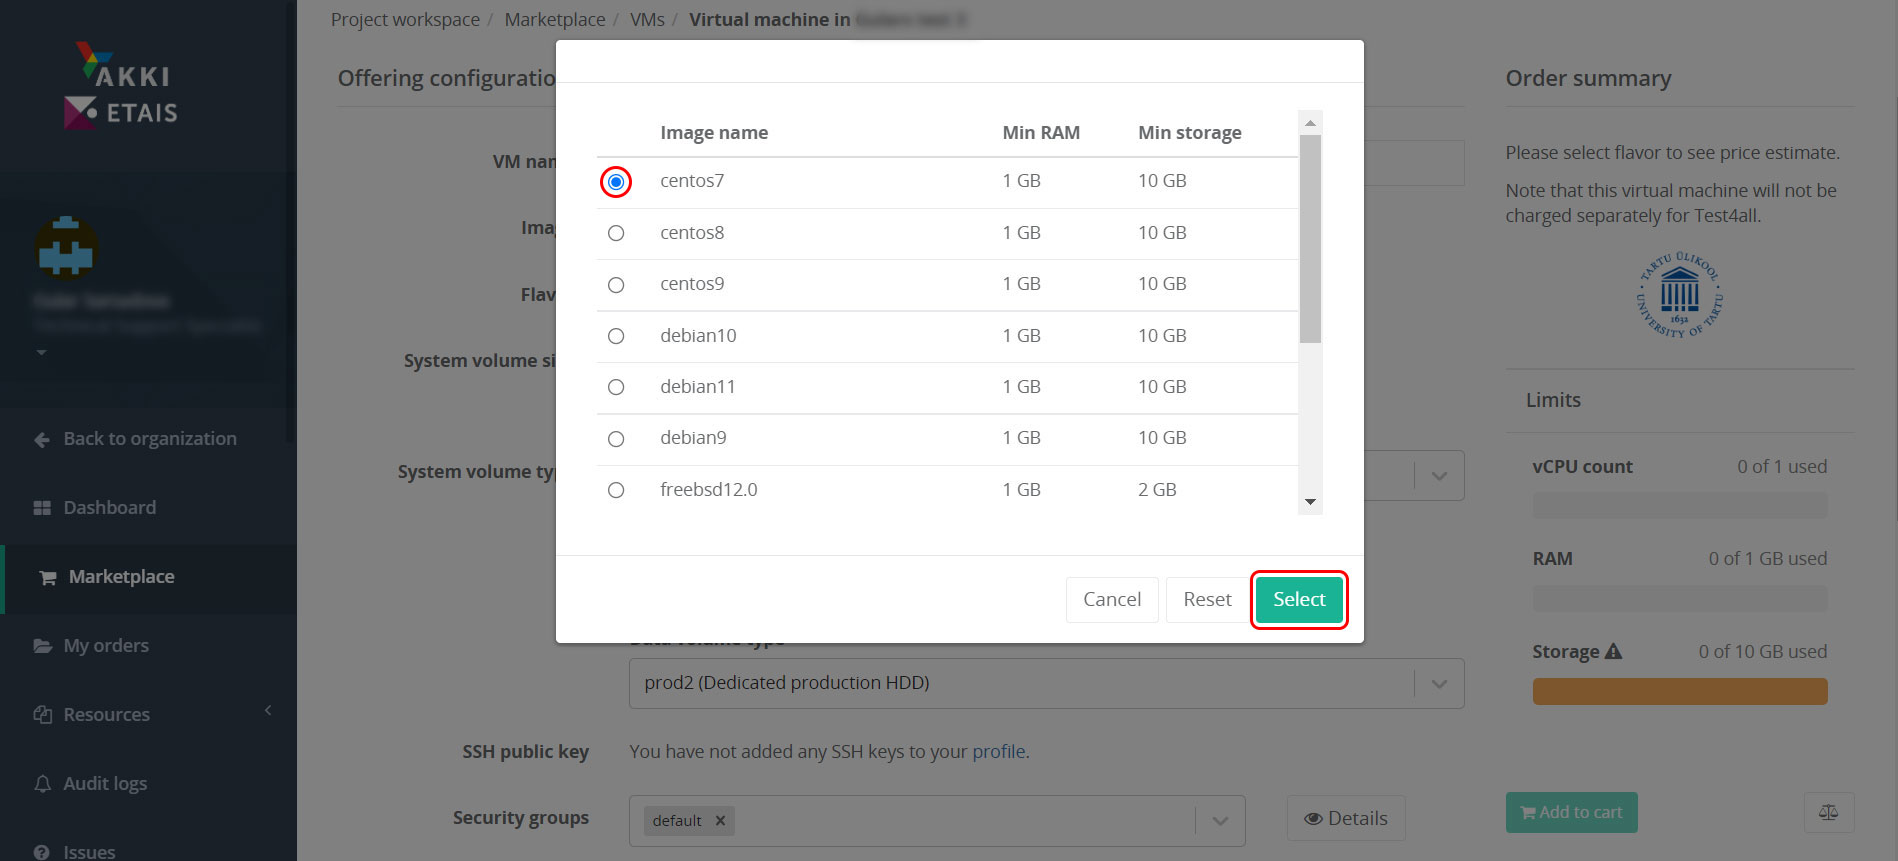 Project workspace / Marketplace / VMs / Virtual machine in
AKKI
ETAIS
Back to organization
Dashboard
Marketplace
My orders
Resources
Audit logs
Issues
Offering configuratio
VM nam
Imag
Flav
System volume si
System volume typ
Image name Min RAM Min storage
centos7 1 GB 10 GB
centos8 1 GB 10 GB
centos9 1 GB 10 GB
debian10 1 GB 10 GB
debian11 1 GB 10 GB
debian9 1 GB 10 GB
freebsd12.0 1 GB 2 GB
Cancel Reset Select
Data volume type
prod2 (Dedicated production HDD)
SSH public key You have not added any SSH keys to your profile.
Security groups default × Details
Order summary
Please select flavor to see price estimate.
Note that this virtual machine will not be
charged separately for Test4all.
TARTU ÜLIKOOL
1632
UNIVERSITY OF TARTU
Limits
vCPU count 0 of 1 used
RAM 0 of 1 GB used
Storage 0 of 10 GB used
Add to cart